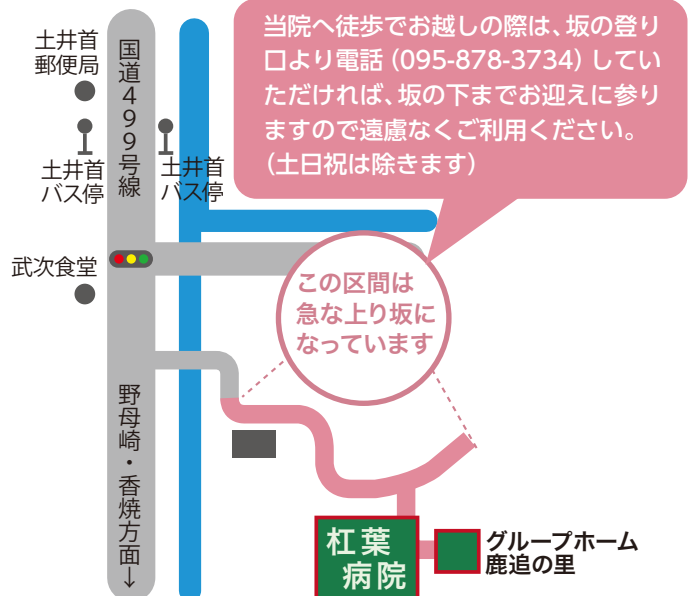 当院へ徒歩でお越しの際は、坂の登り
口より電話（095-878-3734）してい
ただければ、坂の下までお迎えに参り
ますので遠慮なくご利用ください。
（土日祝は除きます）
土井首
郵便局
国道499号線
土井首
バス停
土井首
バス停
武次食堂
この区間は
急な上り坂に
なっています
野母崎・香焼方面→
杠葉
病院
グループホーム
鹿追の里